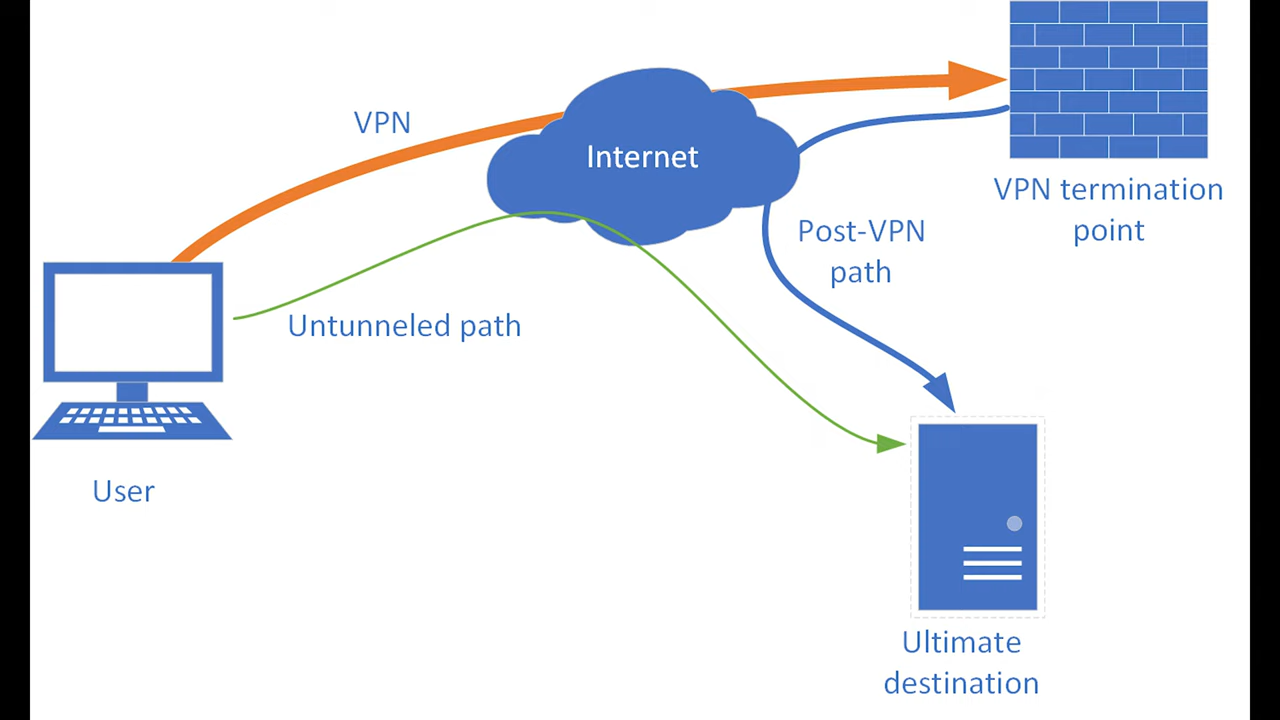 VPN
Internet
VPN termination
point
Post-VPN
path
Untunneled path
User
Ultimate
destination